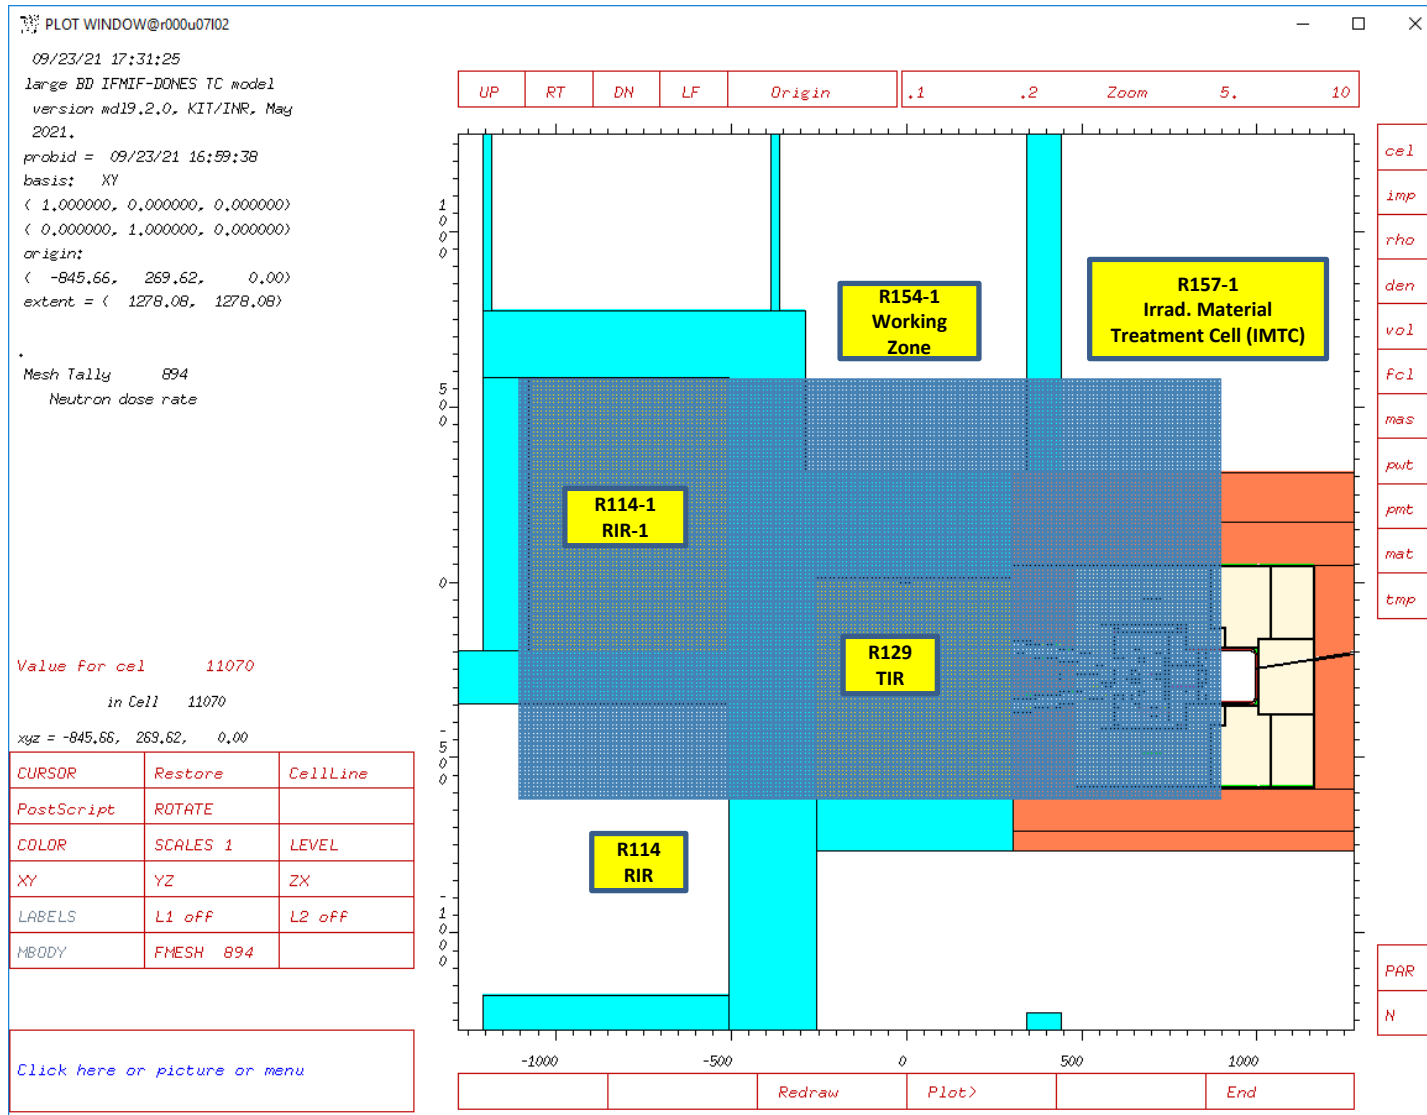 PLOT WINDOW@r000u07l02
09/23/21 17:31:25
large BD IFMIF-DONES TC model
version mdl9.2.0, KIT/INR, May
2021.
probid = 09/23/21 16:59:38
basis: XY
( 1.000000, 0.000000, 0.000000)
( 0.000000, 1.000000, 0.000000)
origin:
( -845.66, 269.62, 0.00)
extent = ( 1278.08, 1278.08)
.
Mesh Tally 894
Neutron dose rate
Value for cel 11070
in Cell 11070
xyz = -845.66, 269.62, 0.00
CURSOR Restore CellLine
PostScript ROTATE
COLOR SCALES 1 LEVEL
XY YZ ZX
LABELS L1 off L2 off
MBODY FMESH 894
Click here or picture or menu
UP RT DN LF Origin .1 .2 Zoom 5. 10
1000
500
0
-500
-1000
R154-1
Working
Zone
R157-1
Irrad. Material
Treatment Cell (IMTC)
R114-1
RIR-1
R129
TIR
R114
RIR
-1000 -500 0 500 1000
Redraw Plot> End
cel
imp
rho
den
vol
fcl
mas
pwt
pmt
mat
tmp
PAR
N